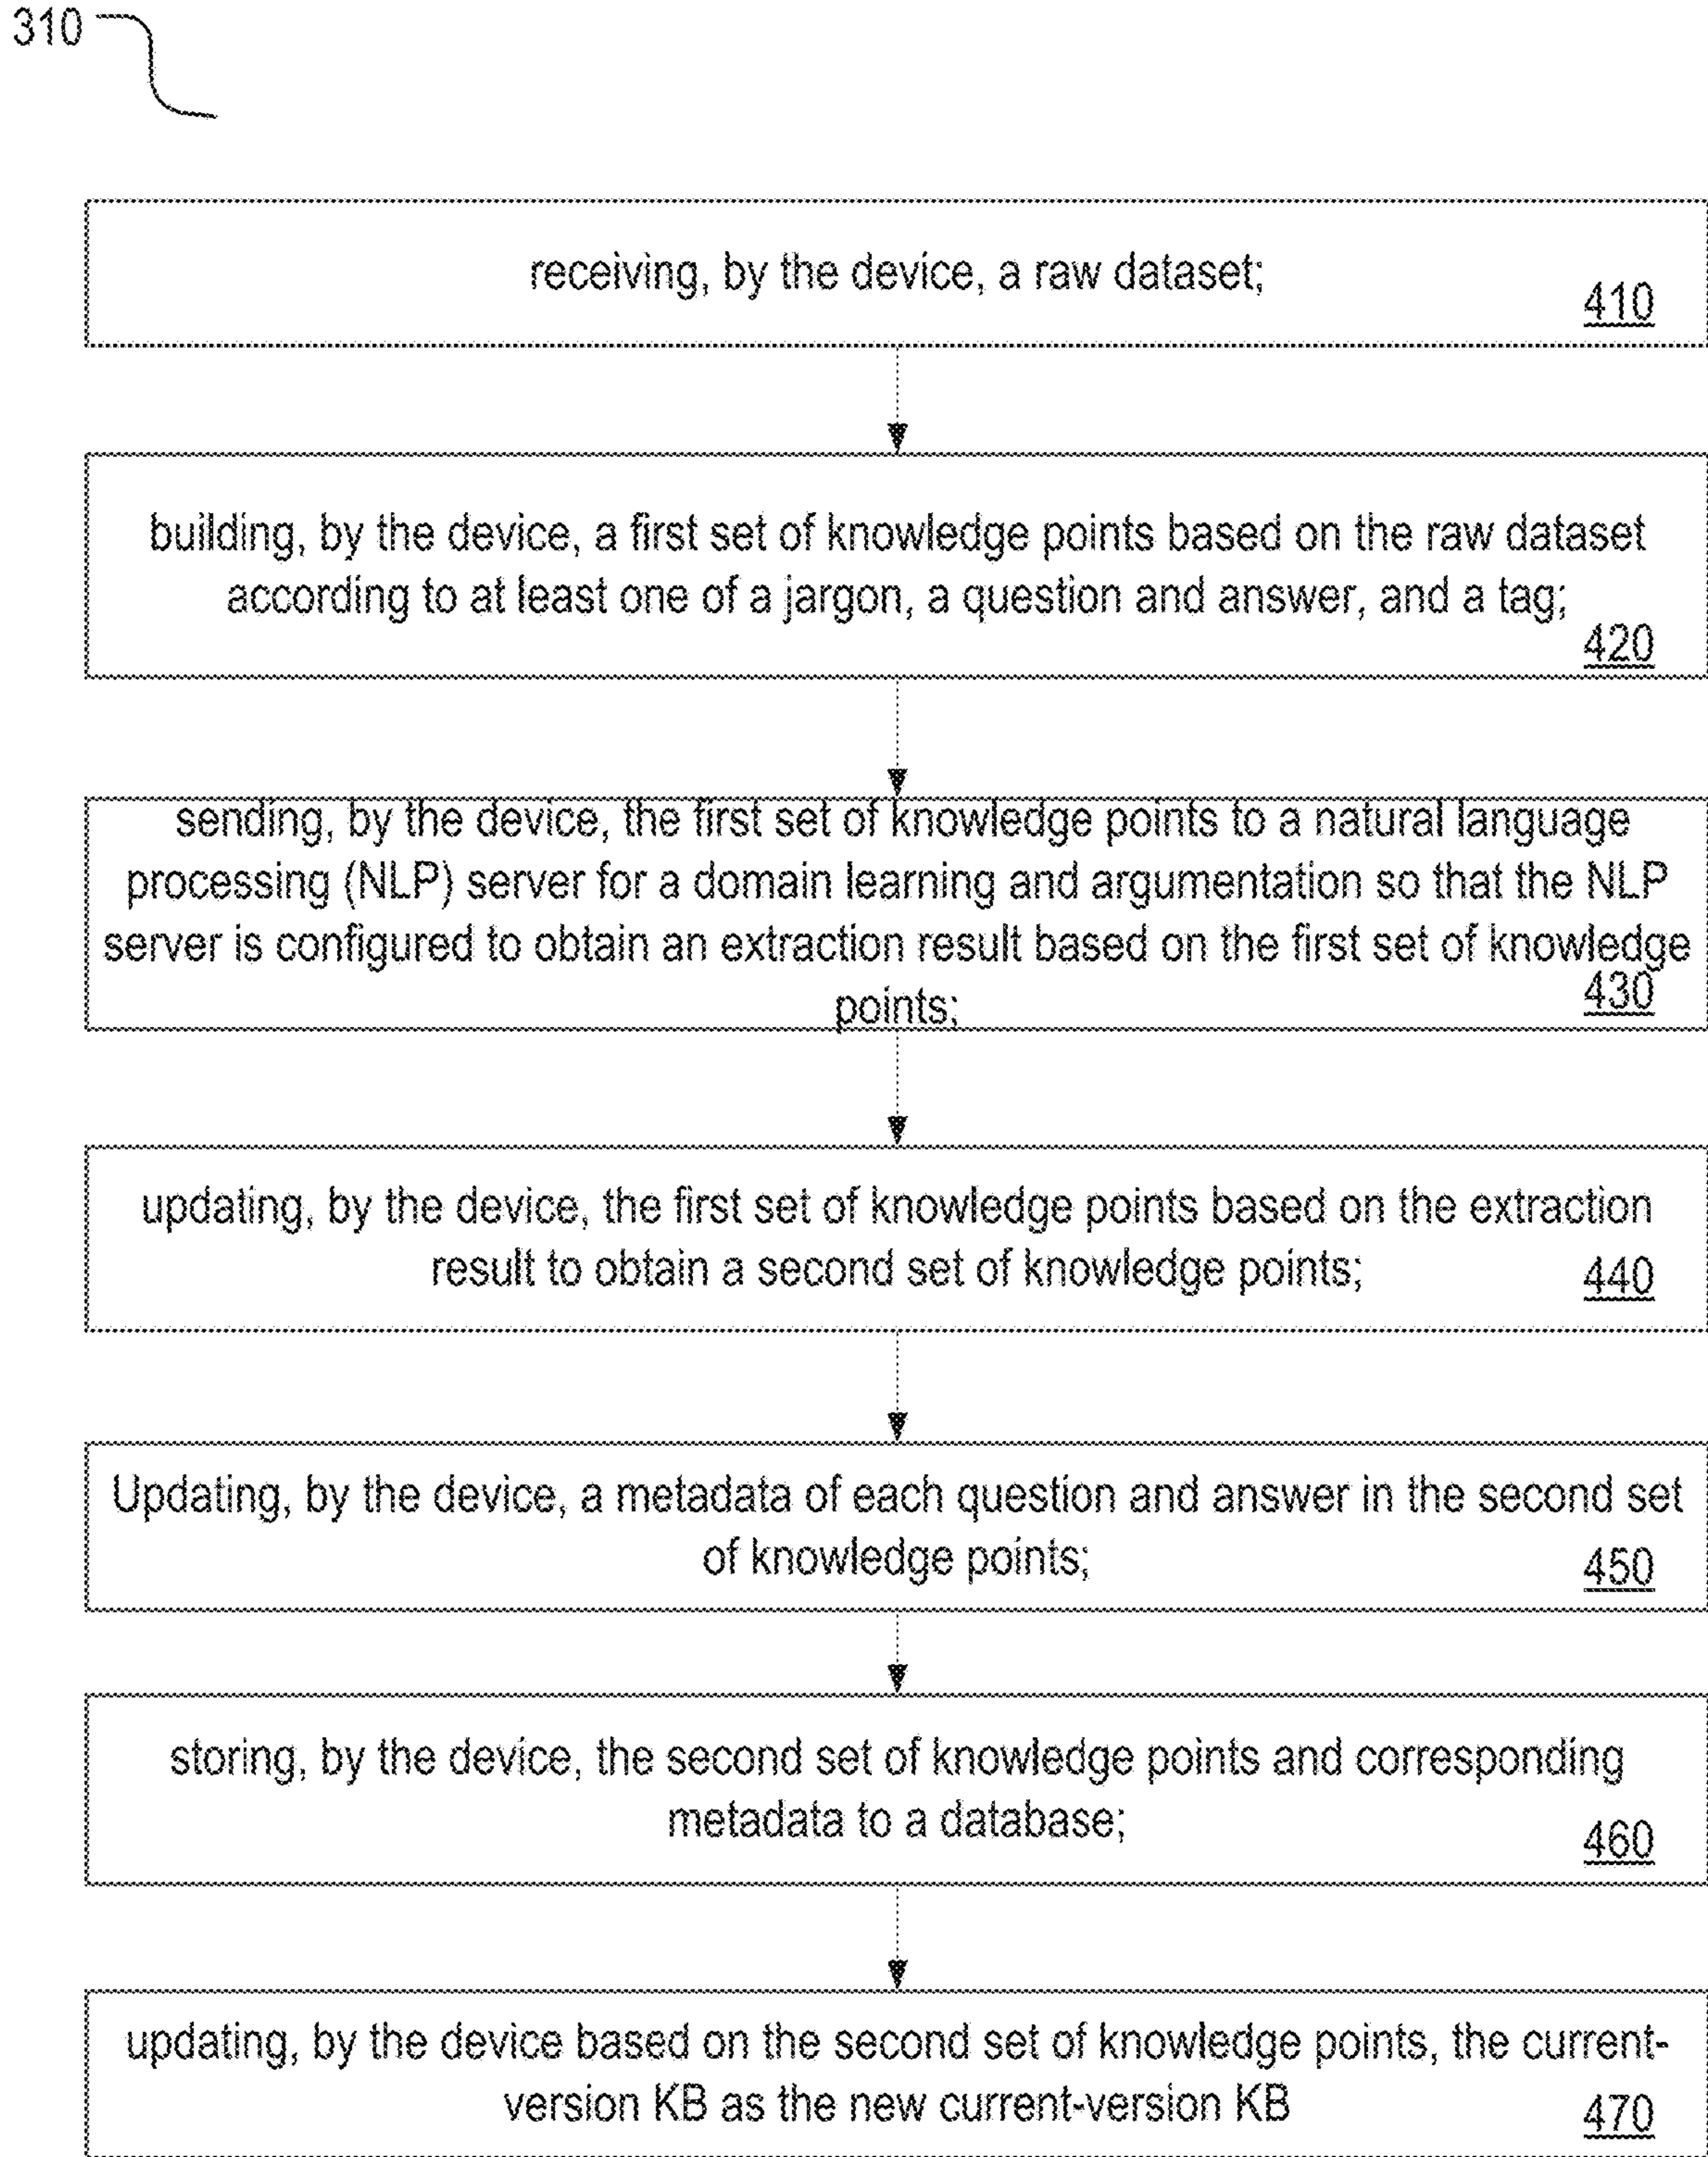 310
receiving, by the device, a raw dataset;
410
building, by the device, a first set of knowledge points based on the raw dataset
according to at least one of a jargon, a question and answer, and a tag;
420
sending, by the device, the first set of knowledge points to a natural language
processing (NLP) server for a domain learning and argumentation so that the NLP
server is configured to obtain an extraction result based on the first set of knowledge
points;
430
updating, by the device, the first set of knowledge points based on the extraction
result to obtain a second set of knowledge points;
440
Updating, by the device, a metadata of each question and answer in the second set
of knowledge points;
450
storing, by the device, the second set of knowledge points and corresponding
metadata to a database;
460
updating, by the device based on the second set of knowledge points, the current-
version KB as the new current-version KB
470